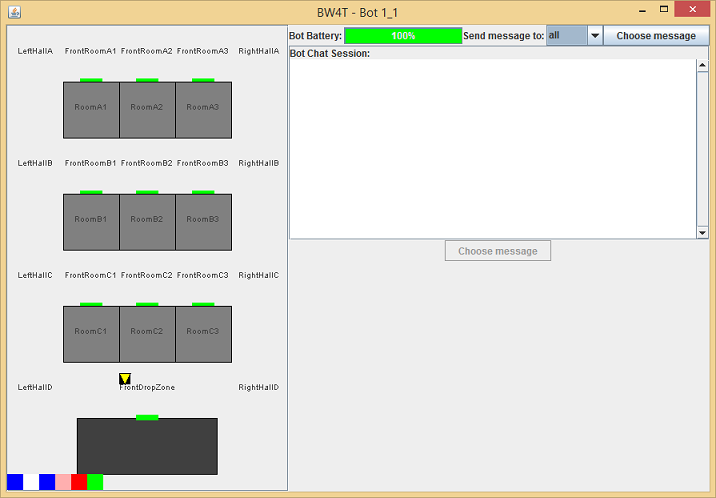 BW4T - Bot 1_1
Bot Battery: 100% Send message to: all Choose message
Bot Chat Session:
Choose message
LeftHallA FrontRoomA1 FrontRoomA2 FrontRoomA3 RightHallA
RoomA1 RoomA2 RoomA3
LeftHallB FrontRoomB1 FrontRoomB2 FrontRoomB3 RightHallB
RoomB1 RoomB2 RoomB3
LeftHallC FrontRoomC1 FrontRoomC2 FrontRoomC3 RightHallC
RoomC1 RoomC2 RoomC3
LeftHallD FrontDropZone RightHallD